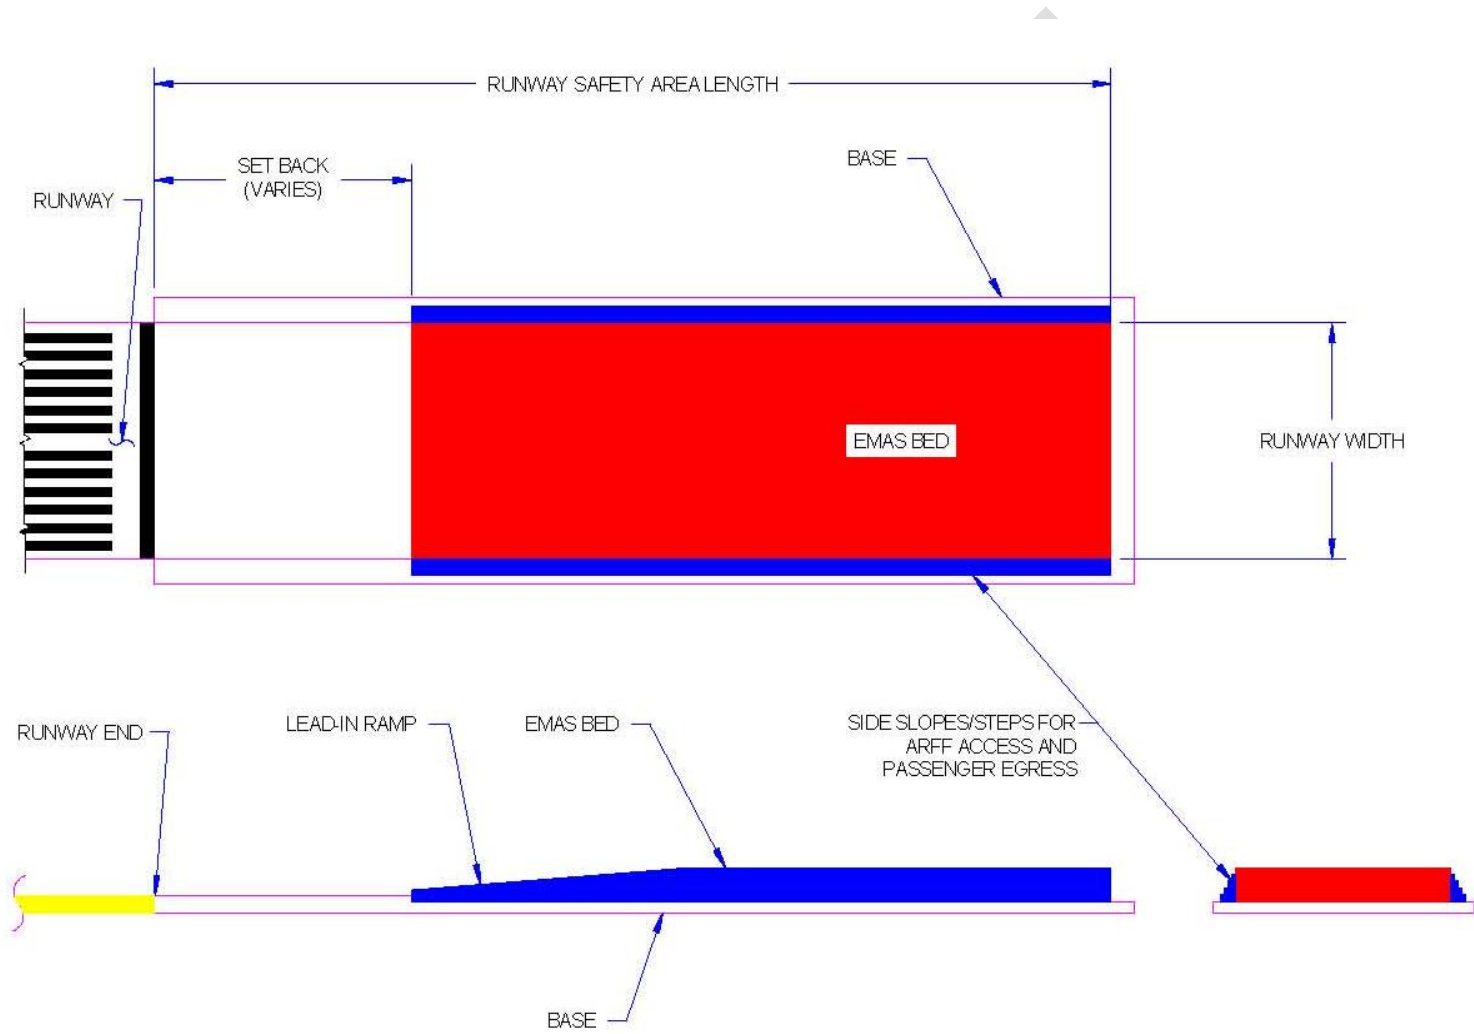 RUNWAY SAFETY AREA LENGTH
SET BACK
(VARIES)
BASE
RUNWAY
EMAS BED
RUNWAY WIDTH
RUNWAY END
LEAD-IN RAMP
EMAS BED
SIDE SLOPES/STEPS FOR
ARFF ACCESS AND
PASSENGER EGRESS
BASE